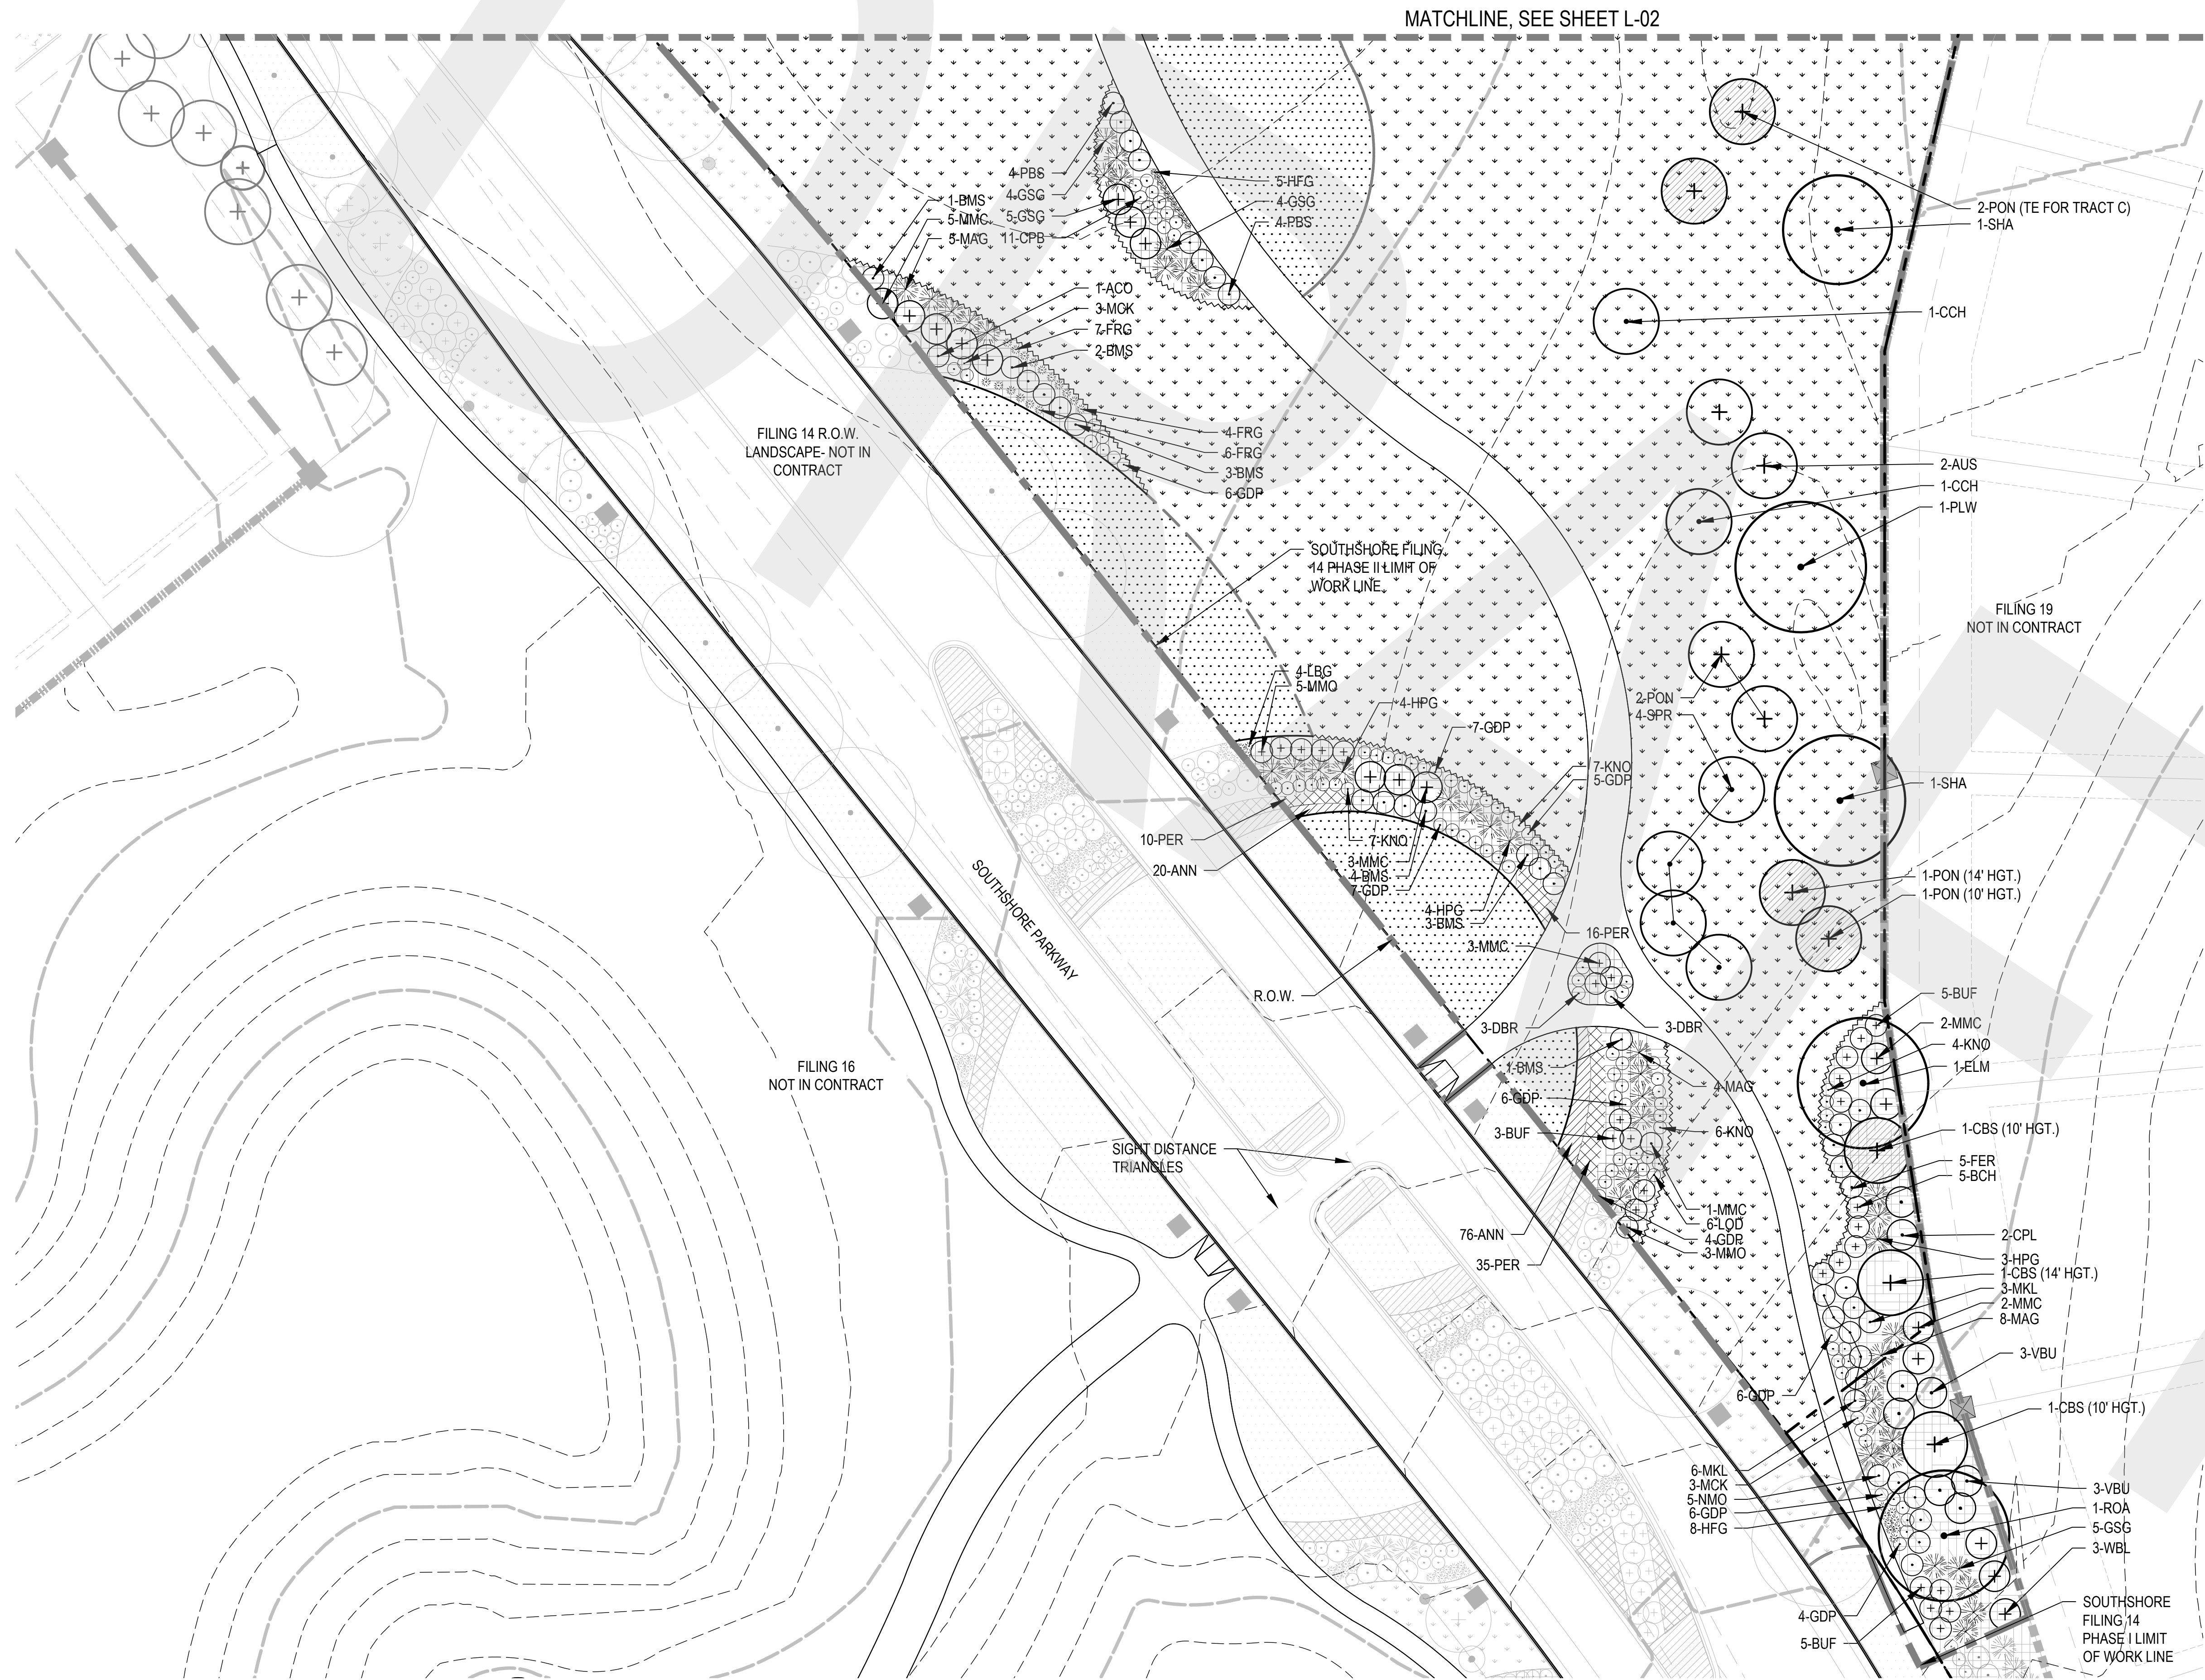 MATCHLINE, SEE SHEET L-02
4-PBS
4-GSG
5-GSG
11-CPB
1-BMS
5-MMC
5-MAG
5-HFG
4-GSG
4-PBS
2-PON (TE FOR TRACT C)
1-SHA
1-ACO
3-MCK
7-FRG
2-BMS
1-CCH
4-FRG
6-FRG
3-BMS
6-GDP
FILING 14 R.O.W.
LANDSCAPE- NOT IN
CONTRACT
2-AUS
1-CCH
1-PLW
SOUTHSHORE FILING
14 PHASE II LIMIT OF
WORK LINE
FILING 19
NOT IN CONTRACT
4-LBG
5-MMO
4-HPG
7-GDP
2-PON
4-SPR
7-KNO
5-GDP
1-SHA
10-PER
20-ANN
7-KNO
3-MMC
4-BMS
7-GDP
4-HPG
3-BMS
16-PER
1-PON (14' HGT.)
1-PON (10' HGT.)
SOUTHSHORE PARKWAY
3-MMC
R.O.W.
3-DBR
3-DBR
5-BUF
2-MMC
4-KNO
1-ELM
FILING 16
NOT IN CONTRACT
1-BMS
4-MAG
6-GDP
3-BUF
6-KNO
1-CBS (10' HGT.)
5-FER
5-BCH
SIGHT DISTANCE
TRIANGLES
1-MMC
6-LOD
4-GDP
3-MMO
76-ANN
35-PER
2-CPL
3-HPG
1-CBS (14' HGT.)
3-MKL
2-MMC
8-MAG
3-VBU
6-GDP
1-CBS (10' HGT.)
6-MKL
3-MCK
5-NMO
6-GDP
8-HFG
3-VBU
1-ROA
5-GSG
3-WBL
4-GDP
5-BUF
SOUTHSHORE
FILING 14
PHASE I LIMIT
OF WORK LINE